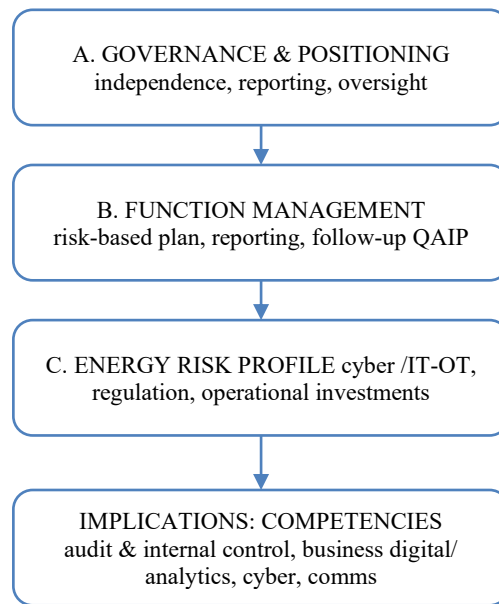 A. GOVERNANCE & POSITIONING
independence, reporting, oversight
B. FUNCTION MANAGEMENT
risk-based plan, reporting, follow-up QAIP
C. ENERGY RISK PROFILE cyber /IT-OT,
regulation, operational investments
IMPLICATIONS: COMPETENCIES
audit & internal control, business digital/
analytics, cyber, comms